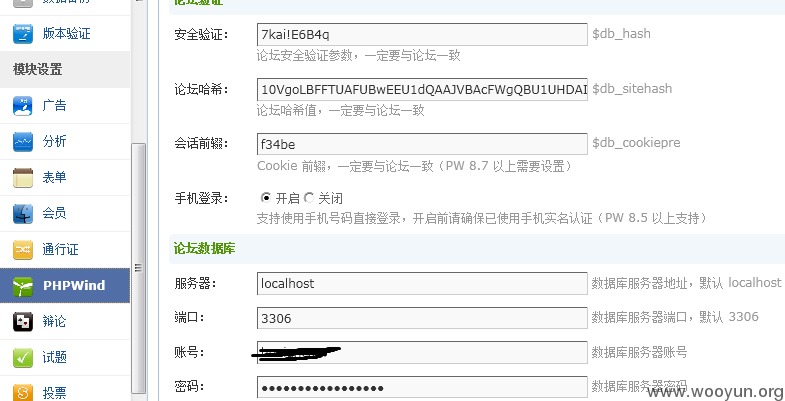 论坛验证
数据备份
安全验证： 7kai!E6B4q $db_hash
版本验证
论坛安全验证参数，一定要与论坛一致
模块设置
论坛哈希： 10VgoLBFFTUAFUBwEEU1dQAAJVBAcFWgQBU1UHDAI $db_sitehash
广告
论坛哈希值，一定要与论坛一致
分析
会话前辍： f34be $db_cookiepre
Cookie 前辍，一定要与论坛一致（PW 8.7 以上需要设置）
表单
手机登录： 开启 关闭
会员
支持使用手机号码直接登录，开启前请确保已使用手机实名认证（PW 8.5 以上支持）
通行证
论坛数据库
PHPWind
服务器： localhost 数据库服务器地址，默认 localhost
辩论
端口： 3306 数据库服务器端口，默认 3306
试题
账号： 数据库服务器账号
密码： ●●●●●●●●●●●●●●●●● 数据库服务器密码
投票
www.wooyun.org